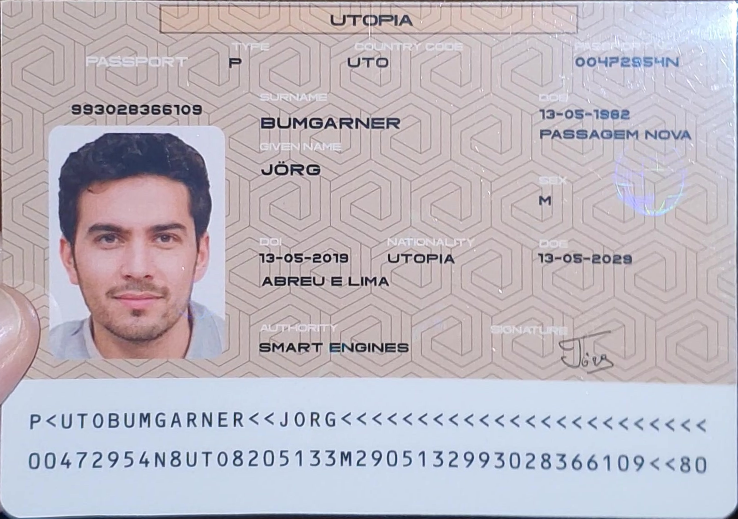 UTOPIA
PASSPORT
TYPE
P
COUNTRY CODE
UTO
PASSPORT NO
00472954N
993028366109
SURNAME
BUMGARNER
GIVEN NAME
JÖRG
DOB
13-05-1982
PASSAGEM NOVA
SEX
M
DOI
13-05-2019
ABREU E LIMA
NATIONALITY
UTOPIA
DOE
13-05-2029
AUTHORITY
SMART ENGINES
SIGNATURE
Jörg
P<UTOBUMGARNER<<JORG<<<<<<<<<<<<<<<<<<<<<<<<
00472954N8UTO8205133M2905132993028366109<<80